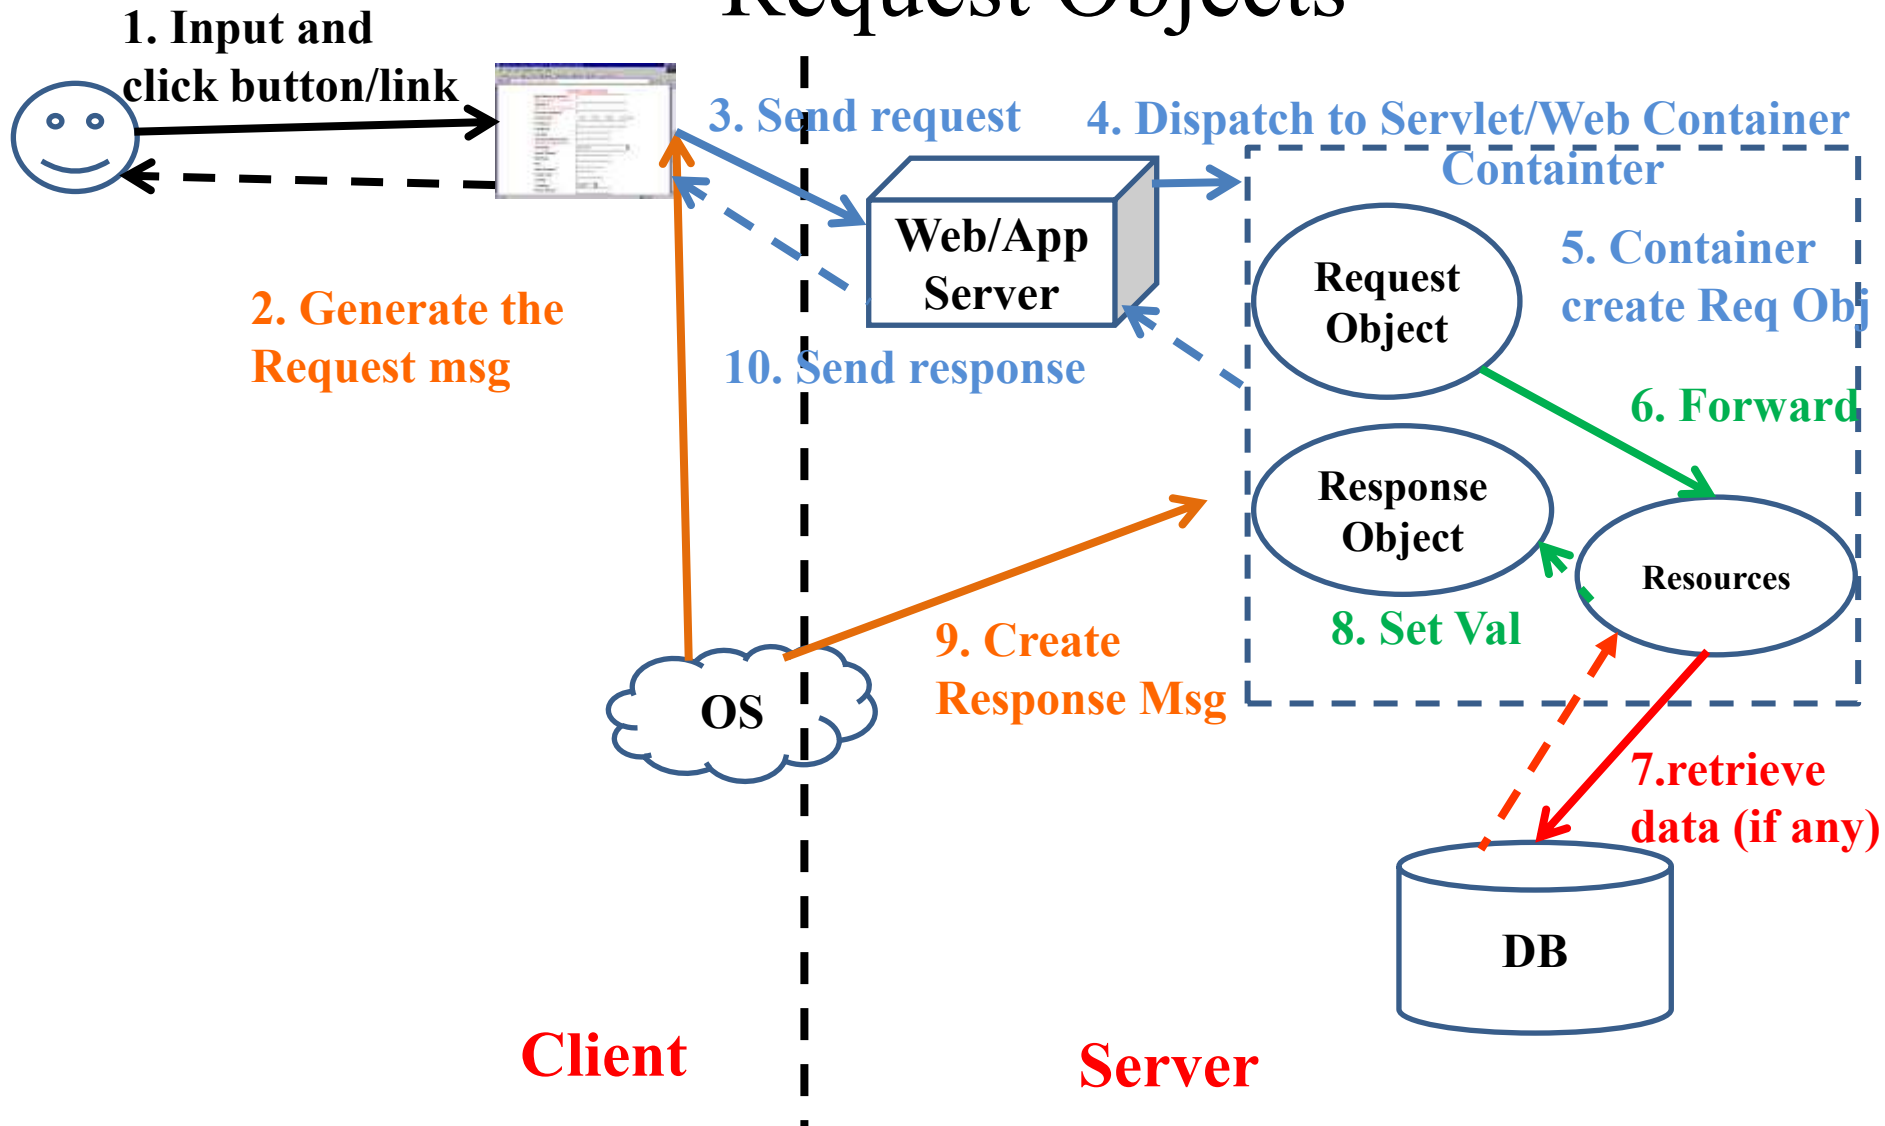 Request Objects
1. Input and
click button/link
3. Send request
4. Dispatch to Servlet/Web Container
Containter
Web/App
Server
Request
Object
5. Container
create Req Obj
2. Generate the
Request msg
10. Send response
6. Forward
Response
Object
Resources
8. Set Val
9. Create
Response Msg
OS
7.retrieve
data (if any)
DB
Client
Server